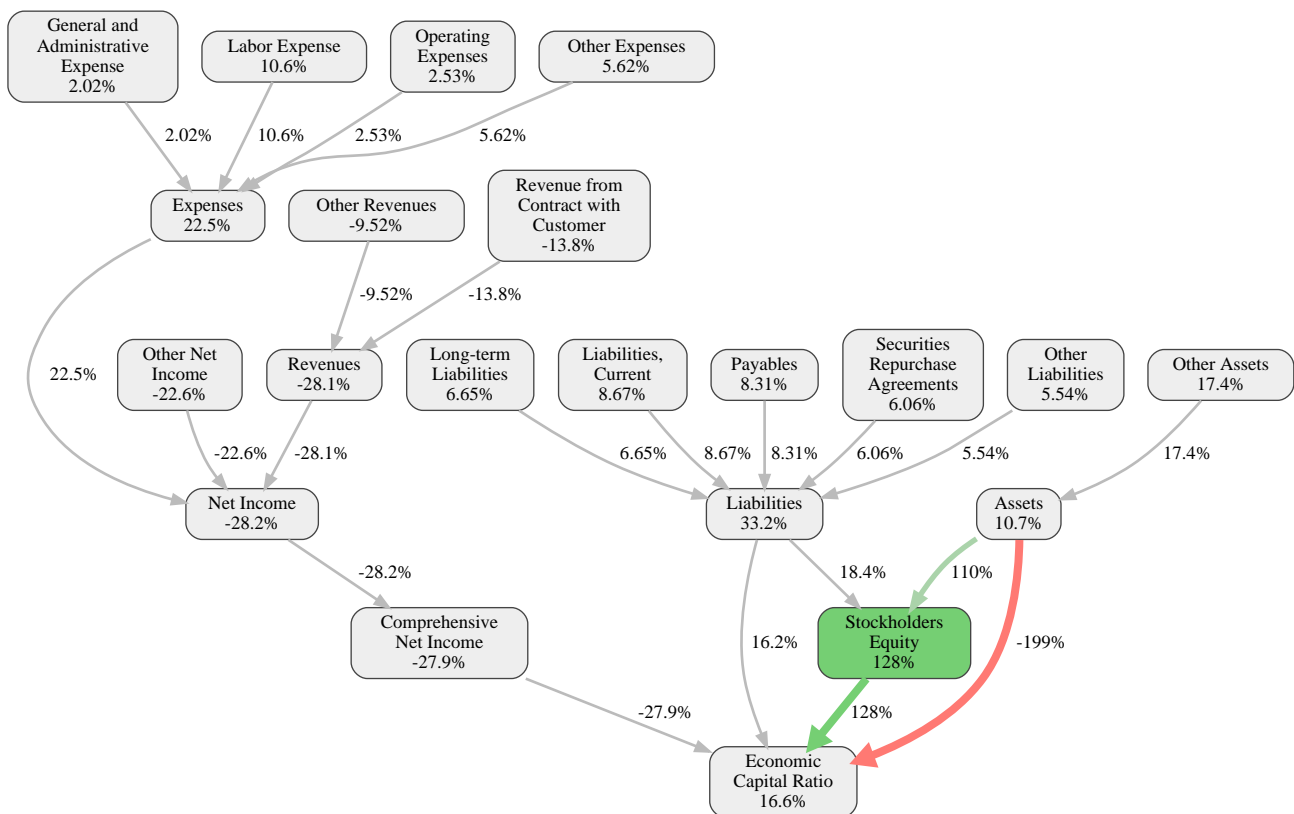 General and
Administrative
Expense
2.02%
Labor Expense
10.6%
Operating
Expenses
2.53%
Other Expenses
5.62%
2.02%
10.6%
2.53%
5.62%
Expenses
22.5%
Other Revenues
-9.52%
Revenue from
Contract with
Customer
-13.8%
-9.52%
-13.8%
22.5%
Other Net
Income
-22.6%
Revenues
-28.1%
Long-term
Liabilities
6.65%
Liabilities,
Current
8.67%
Payables
8.31%
Securities
Repurchase
Agreements
6.06%
Other
Liabilities
5.54%
Other Assets
17.4%
-22.6%
-28.1%
6.65%
8.67%
8.31%
6.06%
5.54%
17.4%
Net Income
-28.2%
Liabilities
33.2%
Assets
10.7%
-28.2%
18.4%
110%
Comprehensive
Net Income
-27.9%
16.2%
Stockholders
Equity
128%
-199%
-27.9%
128%
Economic
Capital Ratio
16.6%